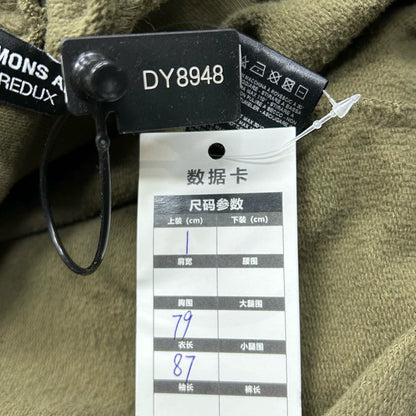 MONS A
REDUX
DY8948
数据卡
尺码参数
上装(cm) 下装(cm)
1
肩宽 腰围
胸围 大腿围
79
衣长 小腿围
87
袖长 裤长